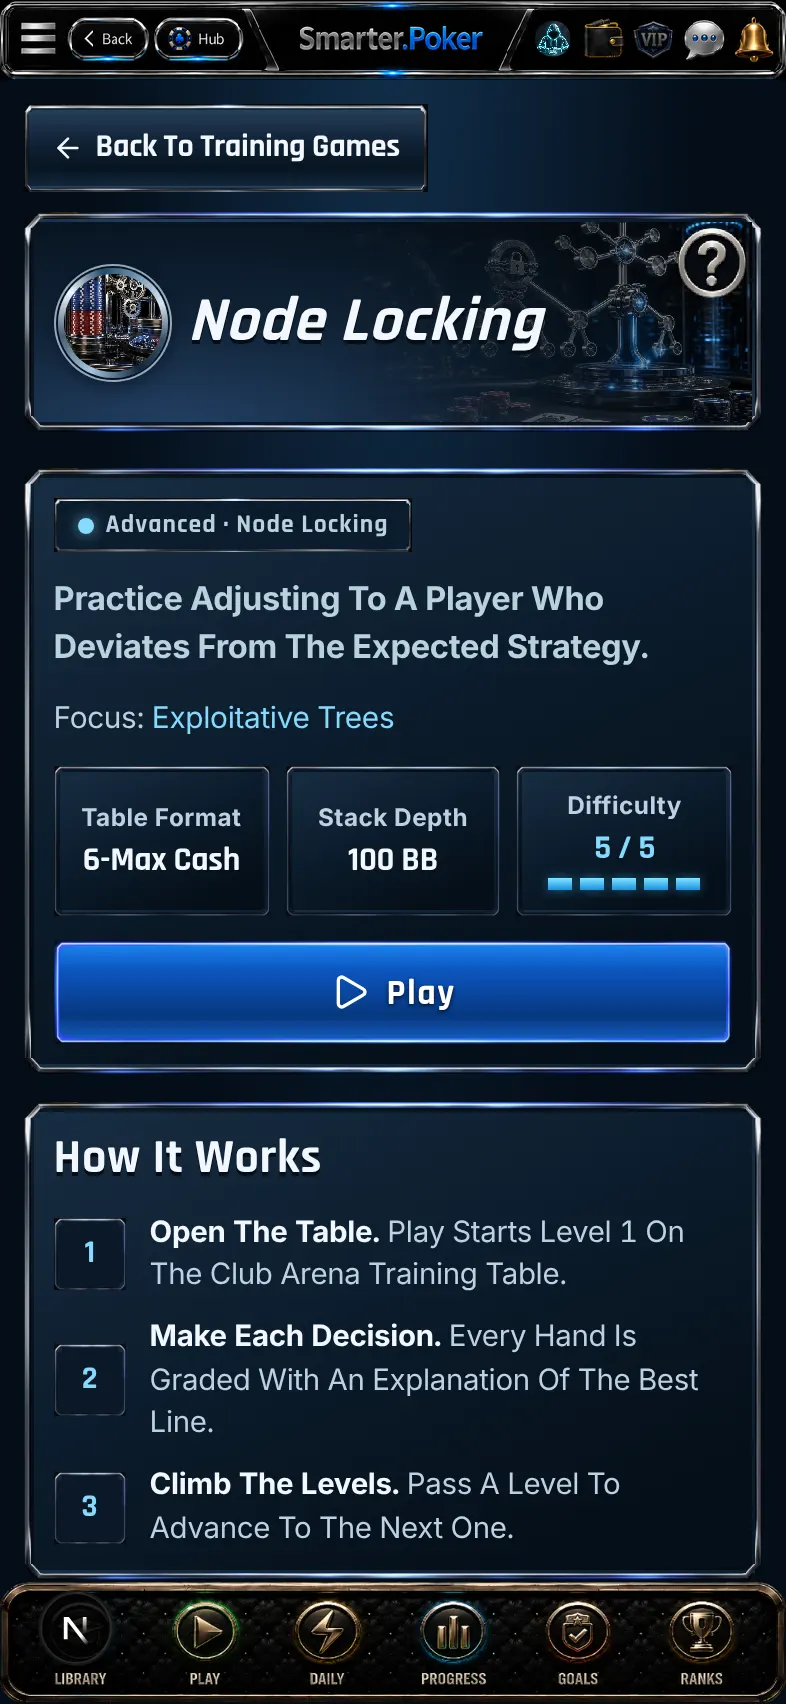 Back
Hub
Smarter.Poker
VIP
Back To Training Games
?
Node Locking
Advanced · Node Locking
Practice Adjusting To A Player Who
Deviates From The Expected Strategy.
Focus: Exploitative Trees
Table Format
6-Max Cash
Stack Depth
100 BB
Difficulty
5 / 5
Play
How It Works
1
Open The Table. Play Starts Level 1 On
The Club Arena Training Table.
2
Make Each Decision. Every Hand Is
Graded With An Explanation Of The Best
Line.
3
Climb The Levels. Pass A Level To
Advance To The Next One.
N
LIBRARY
PLAY
DAILY
PROGRESS
GOALS
RANKS